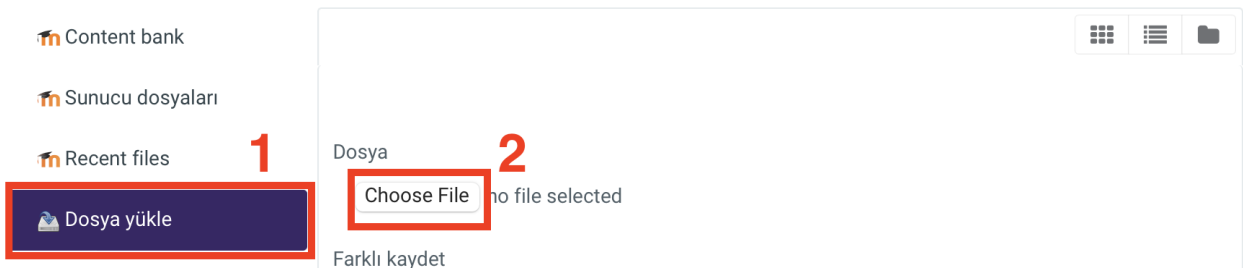 Content bank
Sunucu dosyaları
Recent files
1
Dosya yükle
Dosya
2
Choose File no file selected
Farklı kaydet